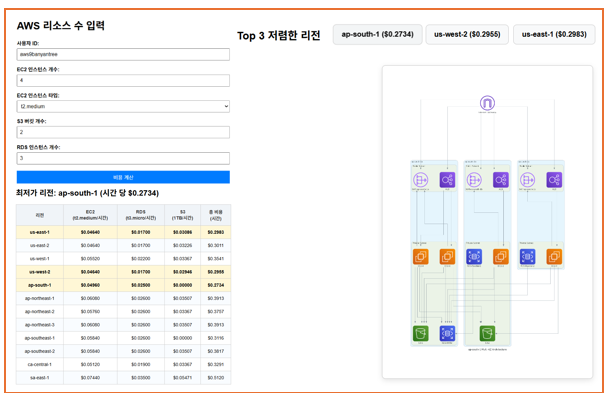 AWS 리소스 수 입력
사용자 ID:
aws9banyantree
EC2 인스턴스 개수:
4
EC2 인스턴스 타입:
t2.medium
S3 버킷 개수:
2
RDS 인스턴스 개수:
3
비용 계산
최저가 리전: ap-south-1 (시간 당 $0.2734)
리전 EC2 (t2.medium/시간) RDS (t3.micro/시간) S3 (1TB/시간) 총 비용 (시간)
us-east-1 $0.04640 $0.01700 $0.03086 $0.2983
us-east-2 $0.04640 $0.01700 $0.03226 $0.3011
us-west-1 $0.05520 $0.02200 $0.03367 $0.3541
us-west-2 $0.04640 $0.01700 $0.02946 $0.2955
ap-south-1 $0.04960 $0.02500 $0.00000 $0.2734
ap-northeast-1 $0.06080 $0.02600 $0.03507 $0.3913
ap-northeast-2 $0.05760 $0.02600 $0.03367 $0.3757
ap-northeast-3 $0.06080 $0.02600 $0.03507 $0.3913
ap-southeast-1 $0.05840 $0.02600 $0.00000 $0.3116
ap-southeast-2 $0.05840 $0.02600 $0.03507 $0.3817
ca-central-1 $0.05120 $0.01900 $0.03367 $0.3291
sa-east-1 $0.07440 $0.03500 $0.05471 $0.5120
Top 3 저렴한 리전
ap-south-1 ($0.2734)
us-west-2 ($0.2955)
us-east-1 ($0.2983)